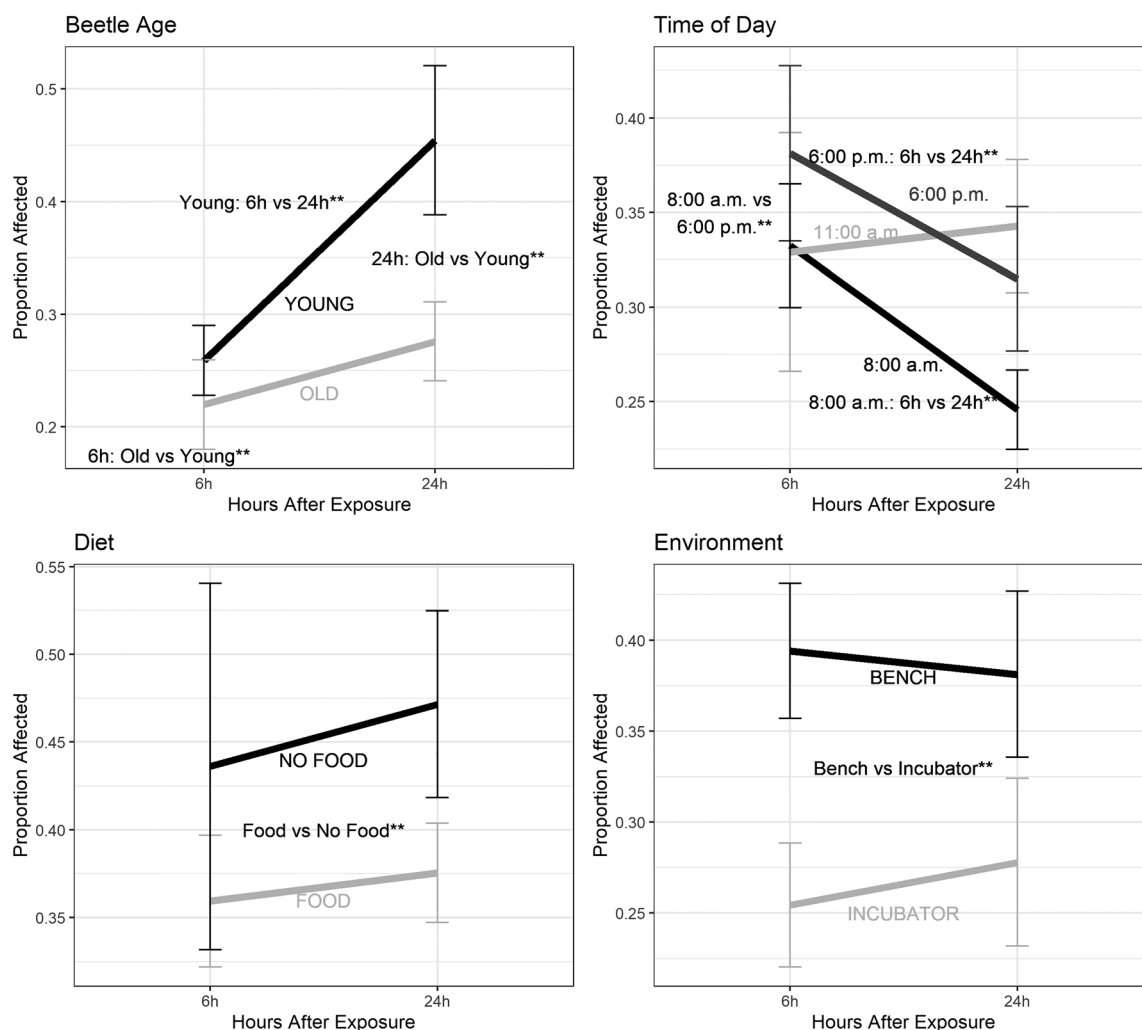 Beetle Age
Proportion Affected
0.5
0.4
0.3
0.2
Young: 6h vs 24h**
24h: Old vs Young**
YOUNG
OLD
6h: Old vs Young**
6h
24h
Hours After Exposure
Time of Day
Proportion Affected
0.40
0.35
0.30
0.25
6:00 p.m.: 6h vs 24h**
8:00 a.m. vs
6:00 p.m.
6:00 p.m.**
11:00 a.m.
8:00 a.m.
8:00 a.m.: 6h vs 24h**
6h
24h
Hours After Exposure
Diet
Proportion Affected
0.55
0.50
0.45
0.40
0.35
NO FOOD
Food vs No Food**
FOOD
6h
24h
Hours After Exposure
Environment
Proportion Affected
0.40
0.35
0.30
0.25
BENCH
Bench vs Incubator**
INCUBATOR
6h
24h
Hours After Exposure